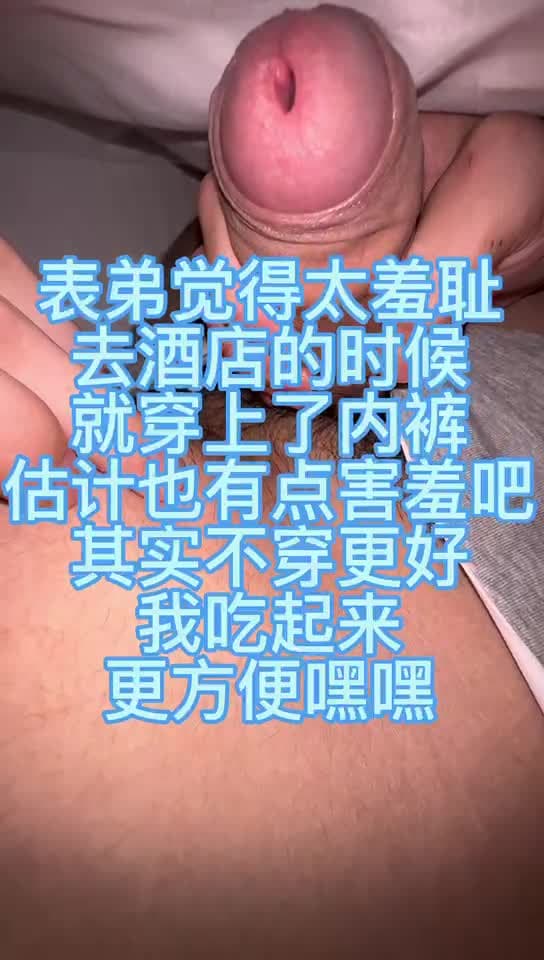 表弟觉得太羞耻
去酒店的时候
就穿上了内裤
估计也有点害羞吧
其实不穿更好
我吃起来
更方便嘿嘿